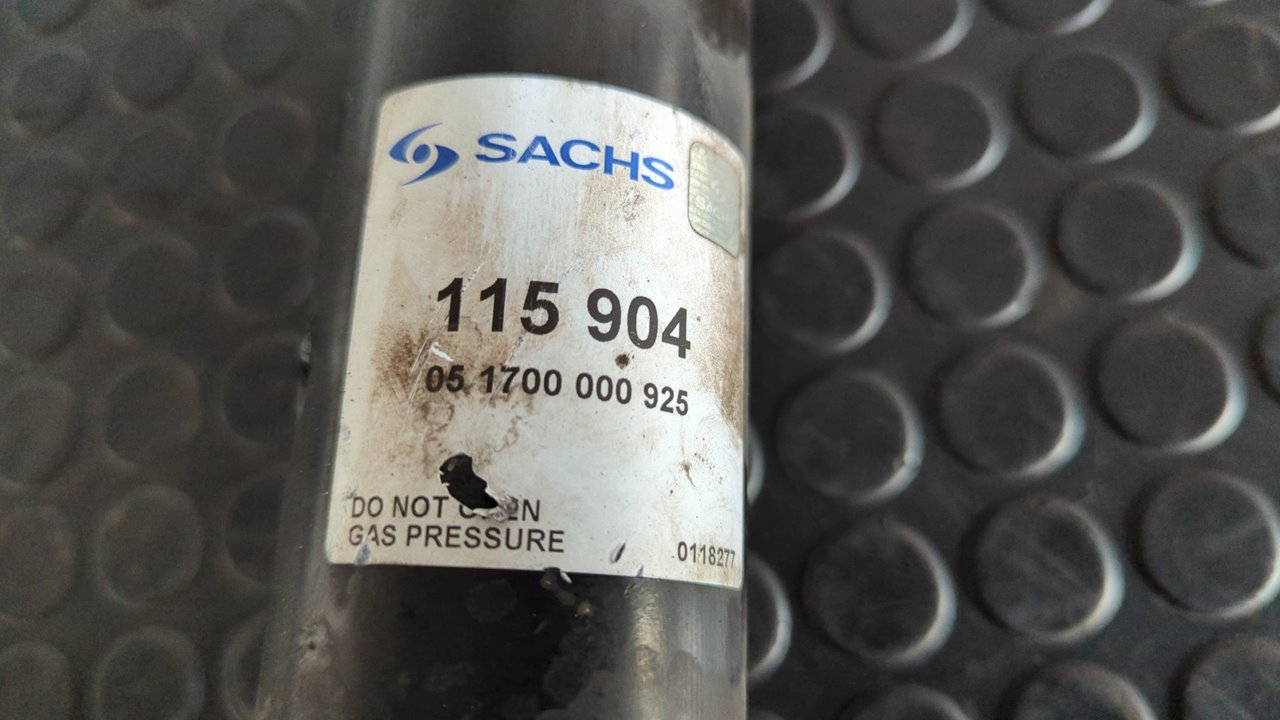 SACHS
115 904
05 1700 000 925
DO NOT
GAS PRESSURE
0118277